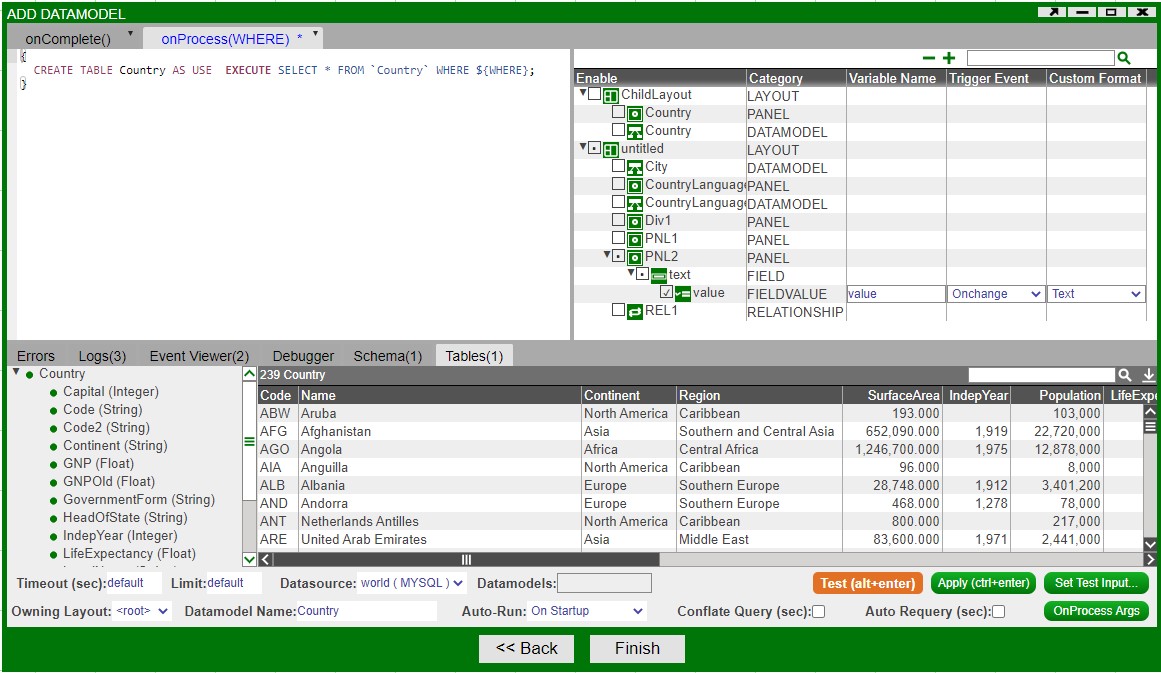 ADD DATAMODEL
onComplete() onProcess(WHERE) *
{
CREATE TABLE Country AS USE EXECUTE SELECT * FROM `Country` WHERE ${WHERE};
}
Enable Category Variable Name Trigger Event Custom Format
ChildLayout LAYOUT
Country PANEL
Country DATAMODEL
untitled LAYOUT
City DATAMODEL
CountryLanguage PANEL
CountryLanguage DATAMODEL
Div1 PANEL
PNL1 PANEL
PNL2 PANEL
text FIELD
value FIELDVALUE value Onchange Text
REL1 RELATIONSHIP
Errors Logs(3) Event Viewer(2) Debugger Schema(1) Tables(1)
Country
Capital (Integer)
Code (String)
Code2 (String)
Continent (String)
GNP (Float)
GNPOld (Float)
GovernmentForm (String)
HeadOfState (String)
IndepYear (Integer)
LifeExpectancy (Float)
239 Country
Code Name Continent Region SurfaceArea IndepYear Population LifeExpe
ABW Aruba North America Caribbean 193.000 103,000
AFG Afghanistan Asia Southern and Central Asia 652,090.000 1,919 22,720,000
AGO Angola Africa Central Africa 1,246,700.000 1,975 12,878,000
AIA Anguilla North America Caribbean 96.000 8,000
ALB Albania Europe Southern Europe 28,748.000 1,912 3,401,200
AND Andorra Europe Southern Europe 468.000 1,278 78,000
ANT Netherlands Antilles North America Caribbean 800.000 217,000
ARE United Arab Emirates Asia Middle East 83,600.000 1,971 2,441,000
Timeout (sec): default Limit: default Datasource: world ( MYSQL ) Datamodels: Test (alt+enter) Apply (ctrl+enter) Set Test Input...
Owning Layout: <root> Datamodel Name: Country Auto-Run: On Startup Conflate Query (sec): Auto Requery (sec): OnProcess Args
<< Back Finish